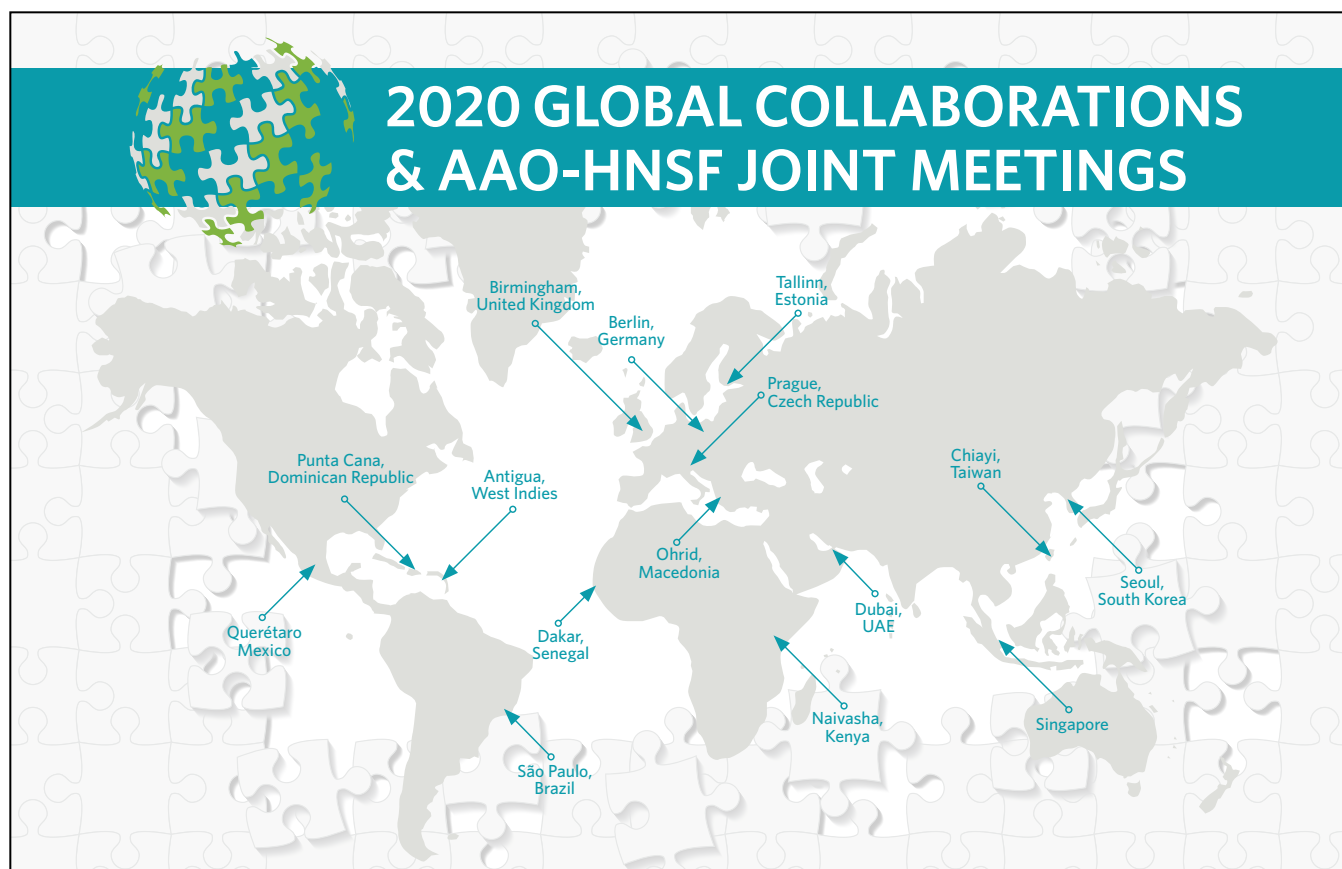 2020 GLOBAL COLLABORATIONS
& AAO-HNSF JOINT MEETINGS
Birmingham,
United Kingdom
Berlin,
Germany
Tallinn,
Estonia
Prague,
Czech Republic
Punta Cana,
Dominican Republic
Antigua,
West Indies
Chiayi,
Taiwan
Ohrid,
Macedonia
Seoul,
South Korea
Dubai,
UAE
Querétaro
Mexico
Dakar,
Senegal
Naivasha,
Kenya
Singapore
São Paulo,
Brazil